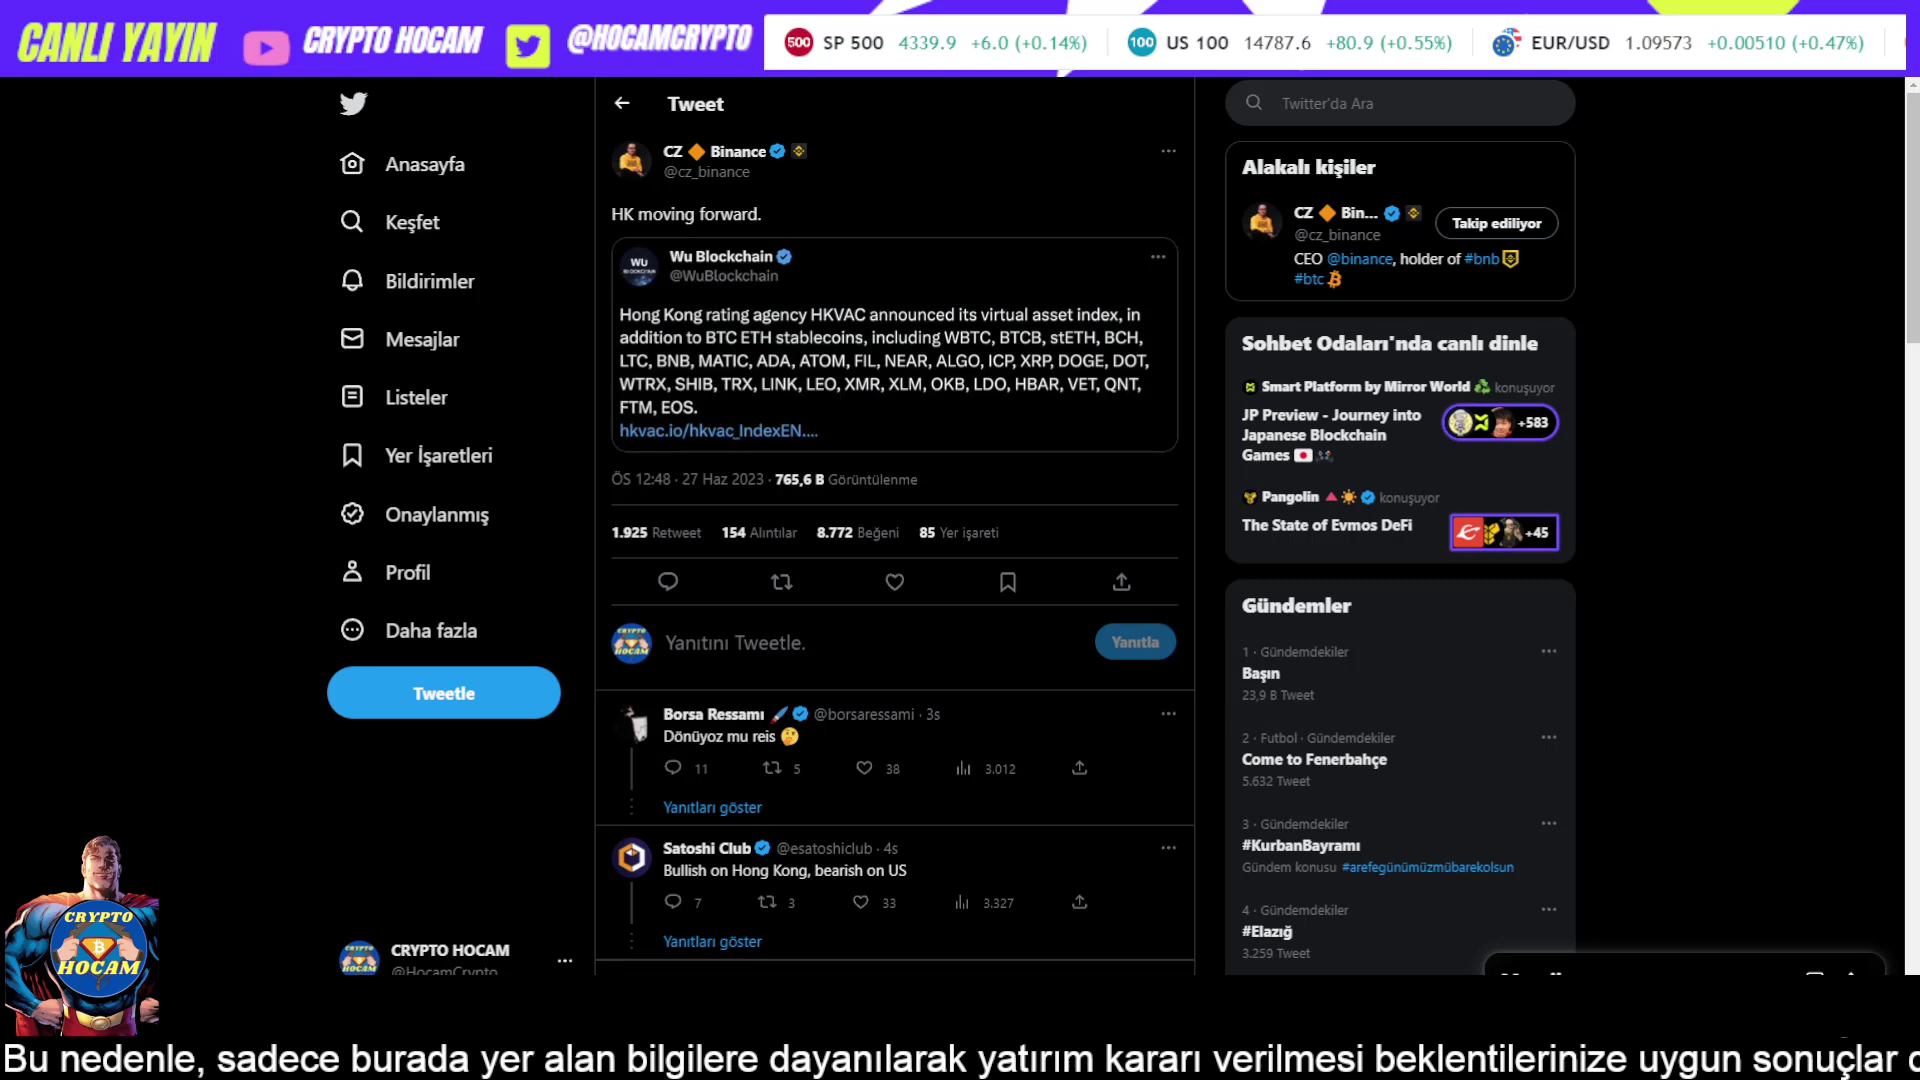 CANLI YAYIN
CRYPTO HOCAM
@HOCAMCRYPTO
500 SP 500 4339.9 +6.0 (+0.14%)
100 US 100 14787.6 +80.9 (+0.55%)
EUR/USD 1.09573 +0.00510 (+0.47%)
Anasayfa
Keşfet
Bildirimler
Mesajlar
Listeler
Yer İşaretleri
Onaylanmış
Profil
Daha fazla
Tweetle
CRYPTO HOCAM
@HocamCrypto
Tweet
CZ 🔶 Binance
@cz_binance
HK moving forward.
WU
Wu Blockchain
@WuBlockchain
Hong Kong rating agency HKVAC announced its virtual asset index, in
addition to BTC ETH stablecoins, including WBTC, BTCB, stETH, BCH,
LTC, BNB, MATIC, ADA, ATOM, FIL, NEAR, ALGO, ICP, XRP, DOGE, DOT,
WTRX, SHIB, TRX, LINK, LEO, XMR, XLM, OKB, LDO, HBAR, VET, QNT,
FTM, EOS.
hkvac.io/hkvac_IndexEN....
ÖS 12:48 · 27 Haz 2023 · 765,6 B Görüntülenme
1.925 Retweet 154 Alıntılar 8.772 Beğeni 85 Yer işareti
CRYPTO
HOCAM
Yanıtını Tweetle.
Yanıtla
Borsa Ressamı @borsaressami · 3s
Dönüyoz mu reis 🤔
11 5 38 3.012
Yanıtları göster
Satoshi Club @esatoshiclub · 4s
Bullish on Hong Kong, bearish on US
7 3 33 3.327
Yanıtları göster
Twitter'da Ara
Alakalı kişiler
CZ 🔶 Bin...
@cz_binance
Takip ediliyor
CEO @binance, holder of #bnb
#btc
Sohbet Odaları'nda canlı dinle
Smart Platform by Mirror World konuşuyor
JP Preview - Journey into
Japanese Blockchain
Games 🇯🇵
+583
Pangolin 🔺☀️ konuşuyor
The State of Evmos DeFi
+45
Gündemler
1 · Gündemdekiler
Başın
23,9 B Tweet
2 · Futbol · Gündemdekiler
Come to Fenerbahçe
5.632 Tweet
3 · Gündemdekiler
#KurbanBayramı
Gündem konusu #arefegünümüzmübarekolsun
4 · Gündemdekiler
#Elazığ
3.259 Tweet
CRYPTO
HOCAM
Bu nedenle, sadece burada yer alan bilgilere dayanılarak yatırım kararı verilmesi beklentilerinize uygun sonuçlar